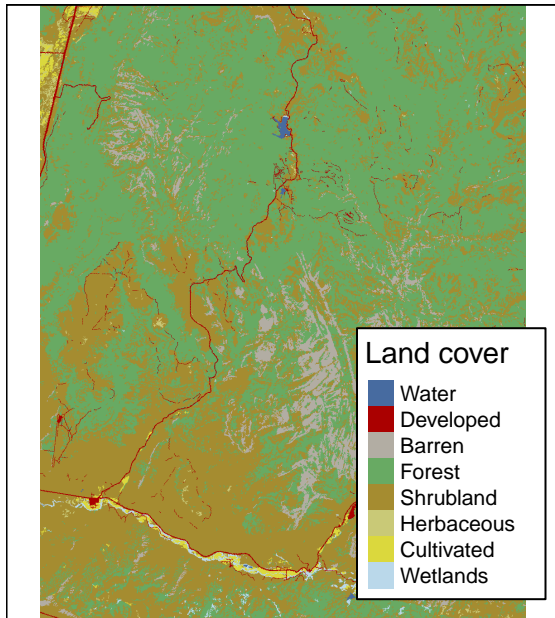 Land cover
Water
Developed
Barren
Forest
Shrubland
Herbaceous
Cultivated
Wetlands